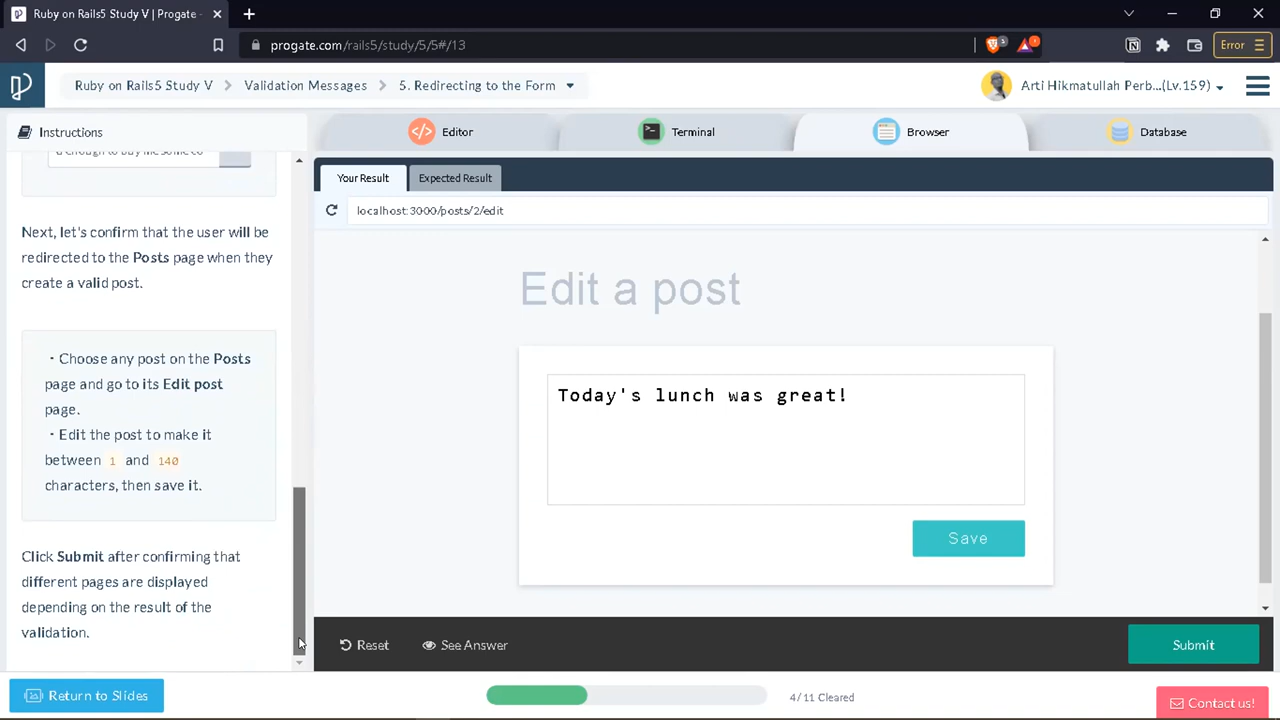 Ruby on Rails5 Study V | Progate -
progate.com/rails5/study/5/5#/13
Error
Ruby on Rails5 Study V
Validation Messages
5. Redirecting to the Form
Arti Hikmatullah Perb...(Lv.159)
Instructions
Editor
Terminal
Browser
Database
Your Result
Expected Result
localhost:3000/posts/2/edit
Next, let's confirm that the user will be
redirected to the Posts page when they
create a valid post.
・Choose any post on the Posts
page and go to its Edit post
page.
・Edit the post to make it
between 1 and 140
characters, then save it.
Click Submit after confirming that
different pages are displayed
depending on the result of the
validation.
Edit a post
Today's lunch was great!
Save
Reset
See Answer
Submit
Return to Slides
4/11 Cleared
Contact us!